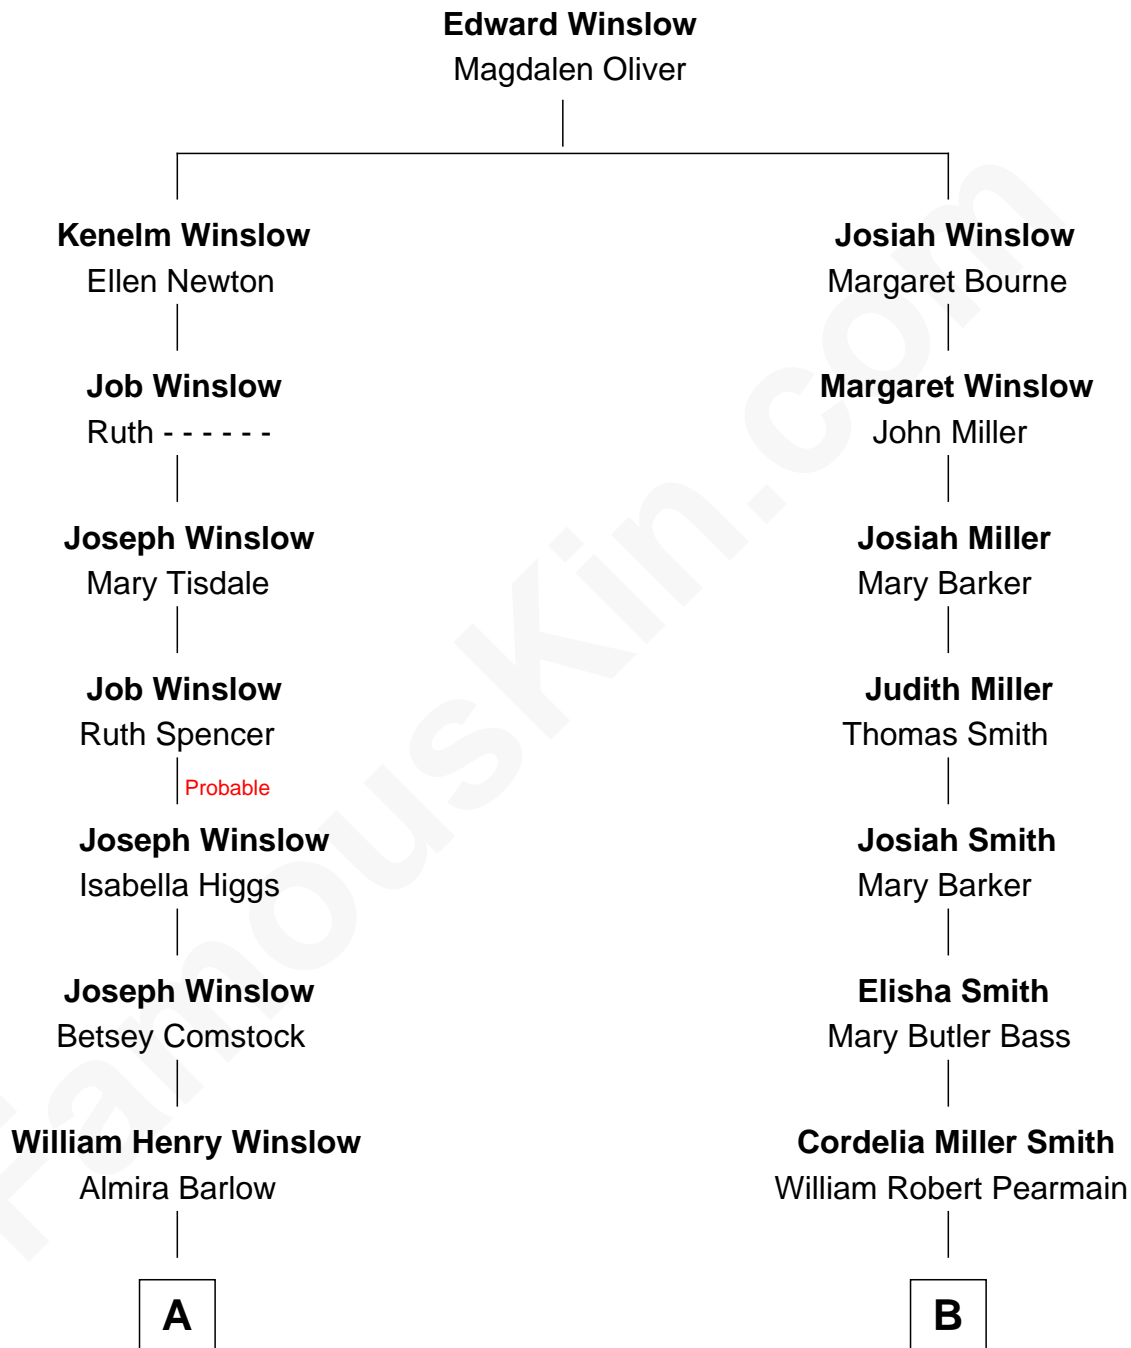 Edward Winslow
Magdalen Oliver
Kenelm Winslow
Ellen Newton
Josiah Winslow
Margaret Bourne
Job Winslow
Ruth - - - - - -
Margaret Winslow
John Miller
Joseph Winslow
Mary Tisdale
Josiah Miller
Mary Barker
Job Winslow
Ruth Spencer
Judith Miller
Thomas Smith
Probable
Joseph Winslow
Isabella Higgs
Josiah Smith
Mary Barker
Joseph Winslow
Betsey Comstock
Elisha Smith
Mary Butler Bass
William Henry Winslow
Almira Barlow
Cordelia Miller Smith
William Robert Pearmain
A
B
FamousKin.com